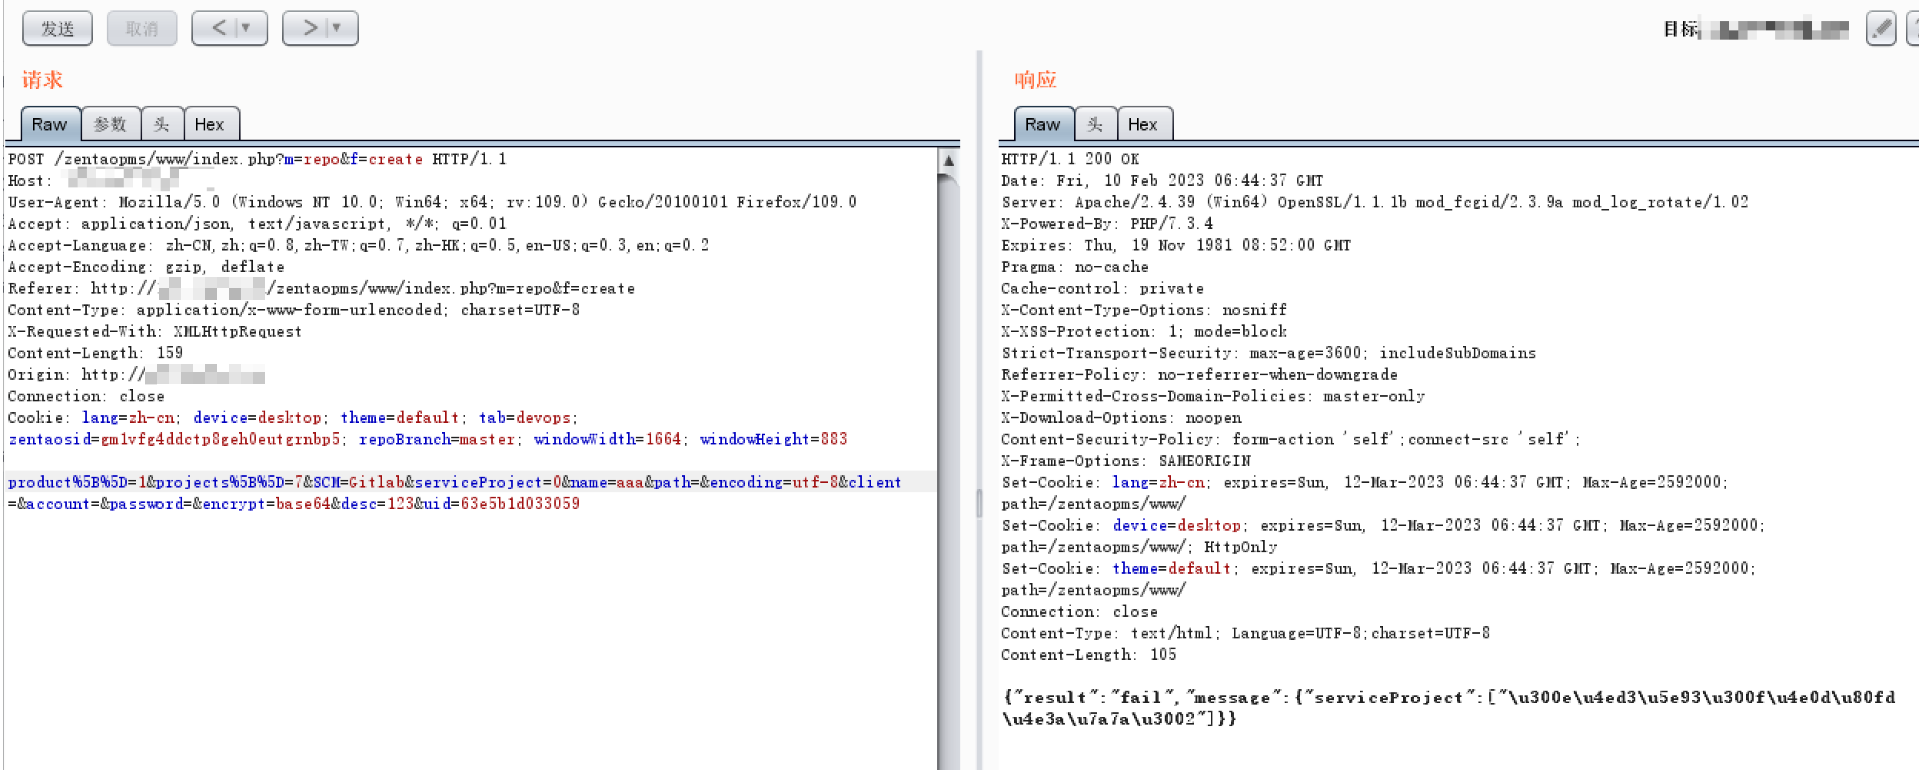 发送 取消 < ▼ > ▼ 目标
请求
Raw 参数 头 Hex
POST /zentaopms/www/index.php?m=repo&f=create HTTP/1.1
Host:
User-Agent: Mozilla/5.0 (Windows NT 10.0; Win64; x64; rv:109.0) Gecko/20100101 Firefox/109.0
Accept: application/json, text/javascript, */*; q=0.01
Accept-Language: zh-CN,zh;q=0.8,zh-TW;q=0.7,zh-HK;q=0.5,en-US;q=0.3,en;q=0.2
Accept-Encoding: gzip, deflate
Referer: http:// /zentaopms/www/index.php?m=repo&f=create
Content-Type: application/x-www-form-urlencoded; charset=UTF-8
X-Requested-With: XMLHttpRequest
Content-Length: 159
Origin: http://
Connection: close
Cookie: lang=zh-cn; device=desktop; theme=default; tab=devops;
zentaosid=gm1vfg4ddctp8geh0eutgrnbp5; repoBranch=master; windowWidth=1664; windowHeight=883
product%5B%5D=1&projects%5B%5D=7&SCM=Gitlab&serviceProject=0&name=aaa&path=&encoding=utf-8&client
=&account=&password=&encrypt=base64&desc=123&uid=63e5b1d033059
响应
Raw 头 Hex
HTTP/1.1 200 OK
Date: Fri, 10 Feb 2023 06:44:37 GMT
Server: Apache/2.4.39 (Win64) OpenSSL/1.1.1b mod_fcgid/2.3.9a mod_log_rotate/1.02
X-Powered-By: PHP/7.3.4
Expires: Thu, 19 Nov 1981 08:52:00 GMT
Pragma: no-cache
Cache-control: private
X-Content-Type-Options: nosniff
X-XSS-Protection: 1; mode=block
Strict-Transport-Security: max-age=3600; includeSubDomains
Referrer-Policy: no-referrer-when-downgrade
X-Permitted-Cross-Domain-Policies: master-only
X-Download-Options: noopen
Content-Security-Policy: form-action 'self';connect-src 'self';
X-Frame-Options: SAMEORIGIN
Set-Cookie: lang=zh-cn; expires=Sun, 12-Mar-2023 06:44:37 GMT; Max-Age=2592000;
path=/zentaopms/www/
Set-Cookie: device=desktop; expires=Sun, 12-Mar-2023 06:44:37 GMT; Max-Age=2592000;
path=/zentaopms/www/; HttpOnly
Set-Cookie: theme=default; expires=Sun, 12-Mar-2023 06:44:37 GMT; Max-Age=2592000;
path=/zentaopms/www/
Connection: close
Content-Type: text/html; Language=UTF-8;charset=UTF-8
Content-Length: 105
{"result":"fail","message":{"serviceProject":["\u300e\u4ed3\u5e93\u300f\u4e0d\u80fd
\u4e3a\u7a7a\u3002"]}}